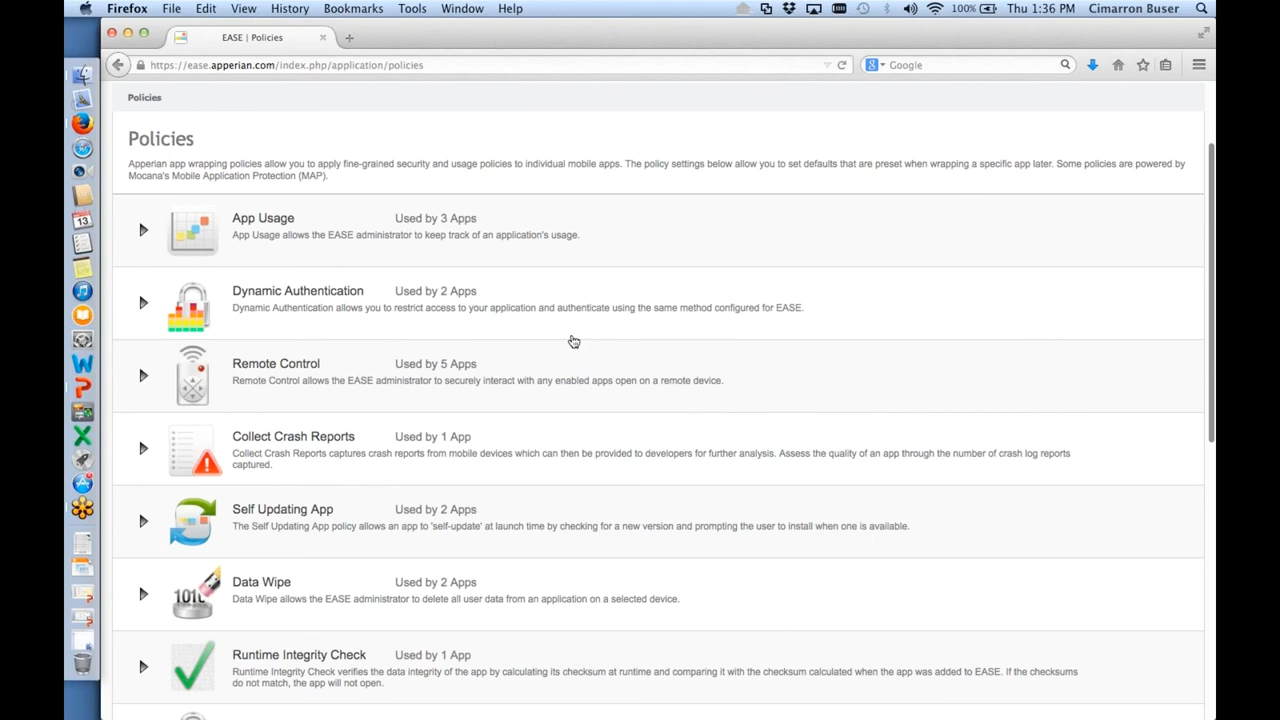 Firefox File Edit View History Bookmarks Tools Window Help 100% Thu 1:36 PM Cimarron Buser
EASE | Policies
https://ease.apperian.com/index.php/application/policies Google
Policies
Policies
Apperian app wrapping policies allow you to apply fine-grained security and usage policies to individual mobile apps. The policy settings below allow you to set defaults that are preset when wrapping a specific app later. Some policies are powered by
Mocana's Mobile Application Protection (MAP).
App Usage Used by 3 Apps
App Usage allows the EASE administrator to keep track of an application's usage.
Dynamic Authentication Used by 2 Apps
Dynamic Authentication allows you to restrict access to your application and authenticate using the same method configured for EASE.
Remote Control Used by 5 Apps
Remote Control allows the EASE administrator to securely interact with any enabled apps open on a remote device.
Collect Crash Reports Used by 1 App
Collect Crash Reports captures crash reports from mobile devices which can then be provided to developers for further analysis. Assess the quality of an app through the number of crash log reports
captured.
Self Updating App Used by 2 Apps
The Self Updating App policy allows an app to 'self-update' at launch time by checking for a new version and prompting the user to install when one is available.
Data Wipe Used by 2 Apps
Data Wipe allows the EASE administrator to delete all user data from an application on a selected device.
1010
Runtime Integrity Check Used by 1 App
Runtime Integrity Check verifies the data integrity of the app by calculating its checksum at runtime and comparing it with the checksum calculated when the app was added to EASE. If the checksums
do not match, the app will not open.
13